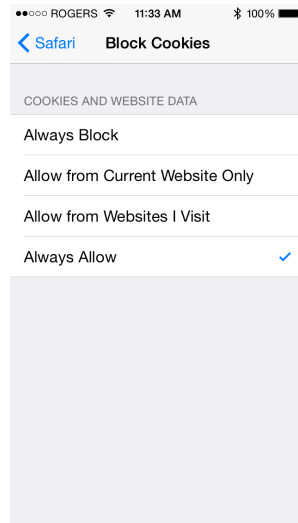 ROGERS 11:33 AM 100%
Safari Block Cookies
COOKIES AND WEBSITE DATA
Always Block
Allow from Current Website Only
Allow from Websites I Visit
Always Allow